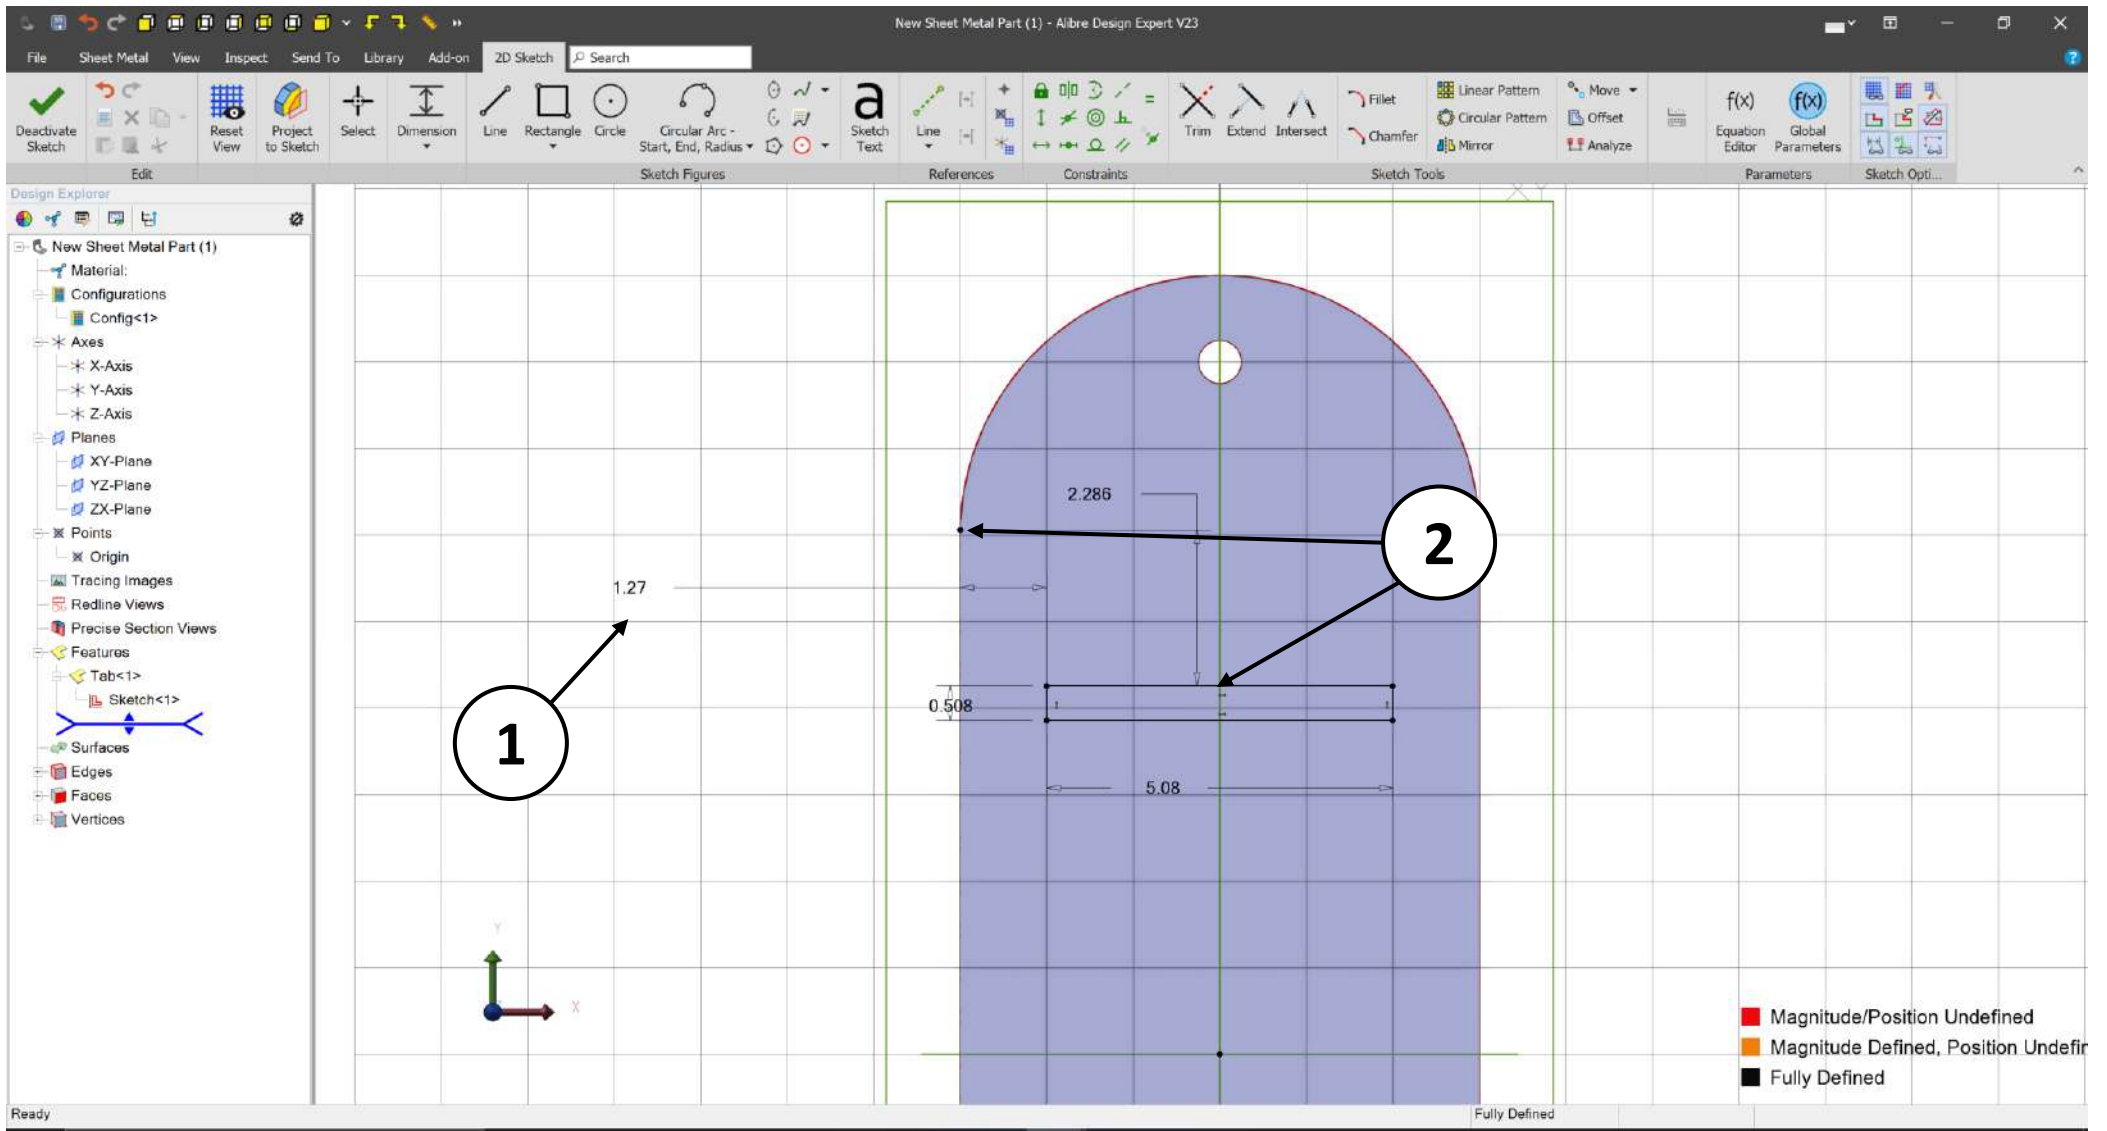 New Sheet Metal Part (1) - Alibre Design Expert V23
File Sheet Metal View Inspect Send To Library Add-on 2D Sketch Search
Deactivate Sketch
Reset View
Project to Sketch
Select
Dimension
Line
Rectangle
Circle
Circular Arc - Start, End, Radius
a
Sketch Text
Line
Trim
Extend
Intersect
Fillet
Chamfer
Linear Pattern
Circular Pattern
Mirror
Move
Offset
Analyze
f(x)
Equation Editor
f(x)
Global Parameters
Edit Sketch Figures References Constraints Sketch Tools Parameters Sketch Opti...
Design Explorer
New Sheet Metal Part (1)
Material:
Configurations
Config<1>
Axes
X-Axis
Y-Axis
Z-Axis
Planes
XY-Plane
YZ-Plane
ZX-Plane
Points
Origin
Tracing Images
Redline Views
Precise Section Views
Features
Tab<1>
Sketch<1>
Surfaces
Edges
Faces
Vertices
XY
2.286
2
1.27
1
0.508
5.08
Y
X
Magnitude/Position Undefined
Magnitude Defined, Position Undefin
Fully Defined
Ready
Fully Defined